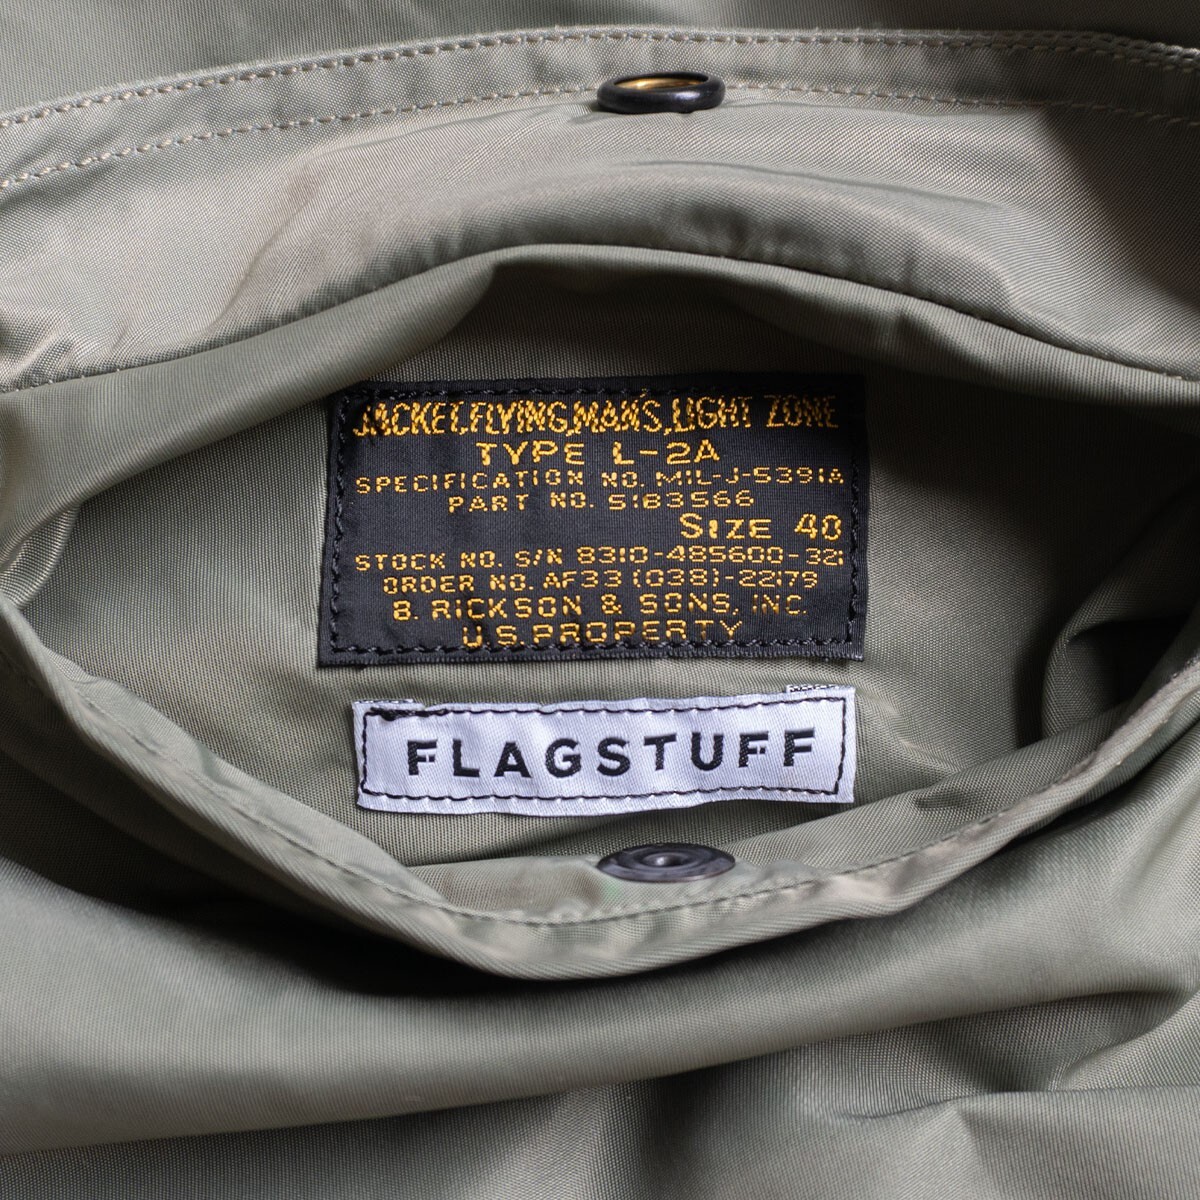 JACKET,FLYING,MAN'S,LIGHT ZONE
TYPE L-2A
SPECIFICATION NO. MIL-J-5391A
PART NO. 5183566
SIZE 40
STOCK NO. S/N 8310-485600-321
ORDER NO. AF33 (038)-22179
B. RICKSON & SONS, INC.
U.S. PROPERTY
FLAGSTUFF